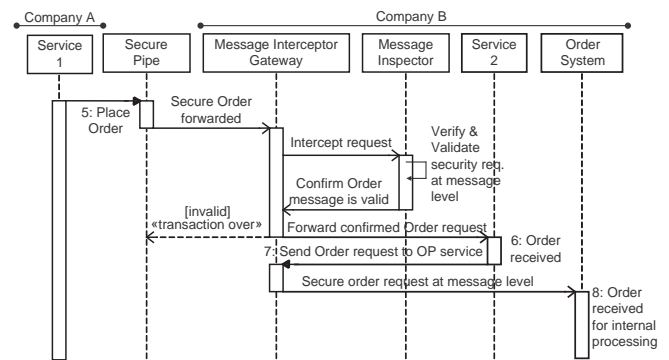 Company A
Company B
Service
1
Secure
Pipe
Message Interceptor
Gateway
Message
Inspector
Service
2
Order
System
5: Place
Order
Secure Order
forwarded
Intercept request
Verify &
Validate
security req.
at message
level
Confirm Order
message is valid
[invalid]
«transaction over»
Forward confirmed Order request
6: Order
received
7: Send Order request to OP service
Secure order request at message level
8: Order
received
for internal
processing